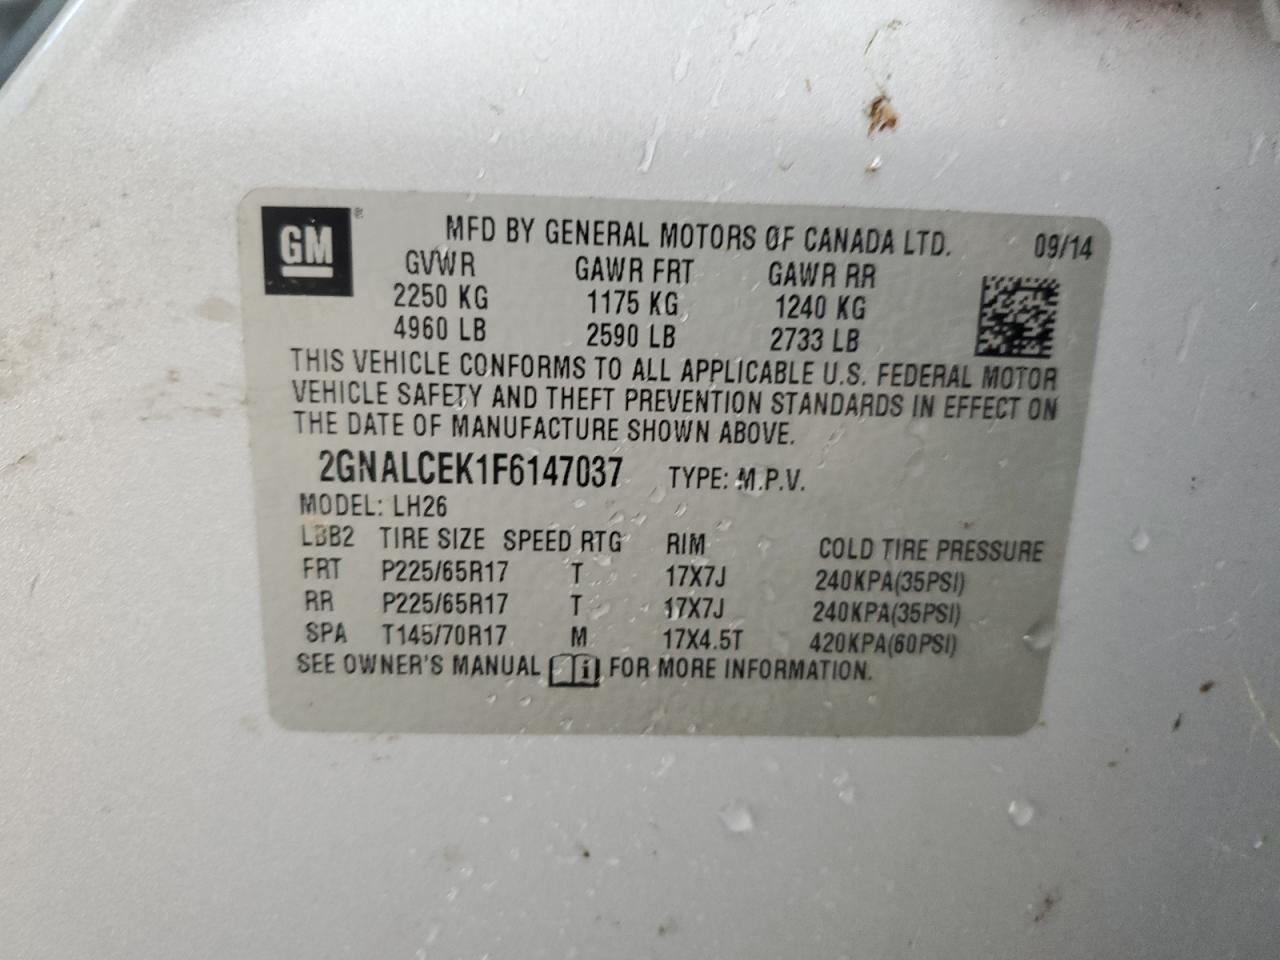 GM ®
MFD BY GENERAL MOTORS OF CANADA LTD. 09/14
GVWR GAWR FRT GAWR RR
2250 KG 1175 KG 1240 KG
4960 LB 2590 LB 2733 LB
THIS VEHICLE CONFORMS TO ALL APPLICABLE U.S. FEDERAL MOTOR
VEHICLE SAFETY AND THEFT PREVENTION STANDARDS IN EFFECT ON
THE DATE OF MANUFACTURE SHOWN ABOVE.
2GNALCEK1F6147037 TYPE: M.P.V.
MODEL: LH26
LBB2 TIRE SIZE SPEED RTG RIM COLD TIRE PRESSURE
FRT P225/65R17 T 17X7J 240KPA(35PSI)
RR P225/65R17 T 17X7J 240KPA(35PSI)
SPA T145/70R17 M 17X4.5T 420KPA(60PSI)
SEE OWNER'S MANUAL i FOR MORE INFORMATION.